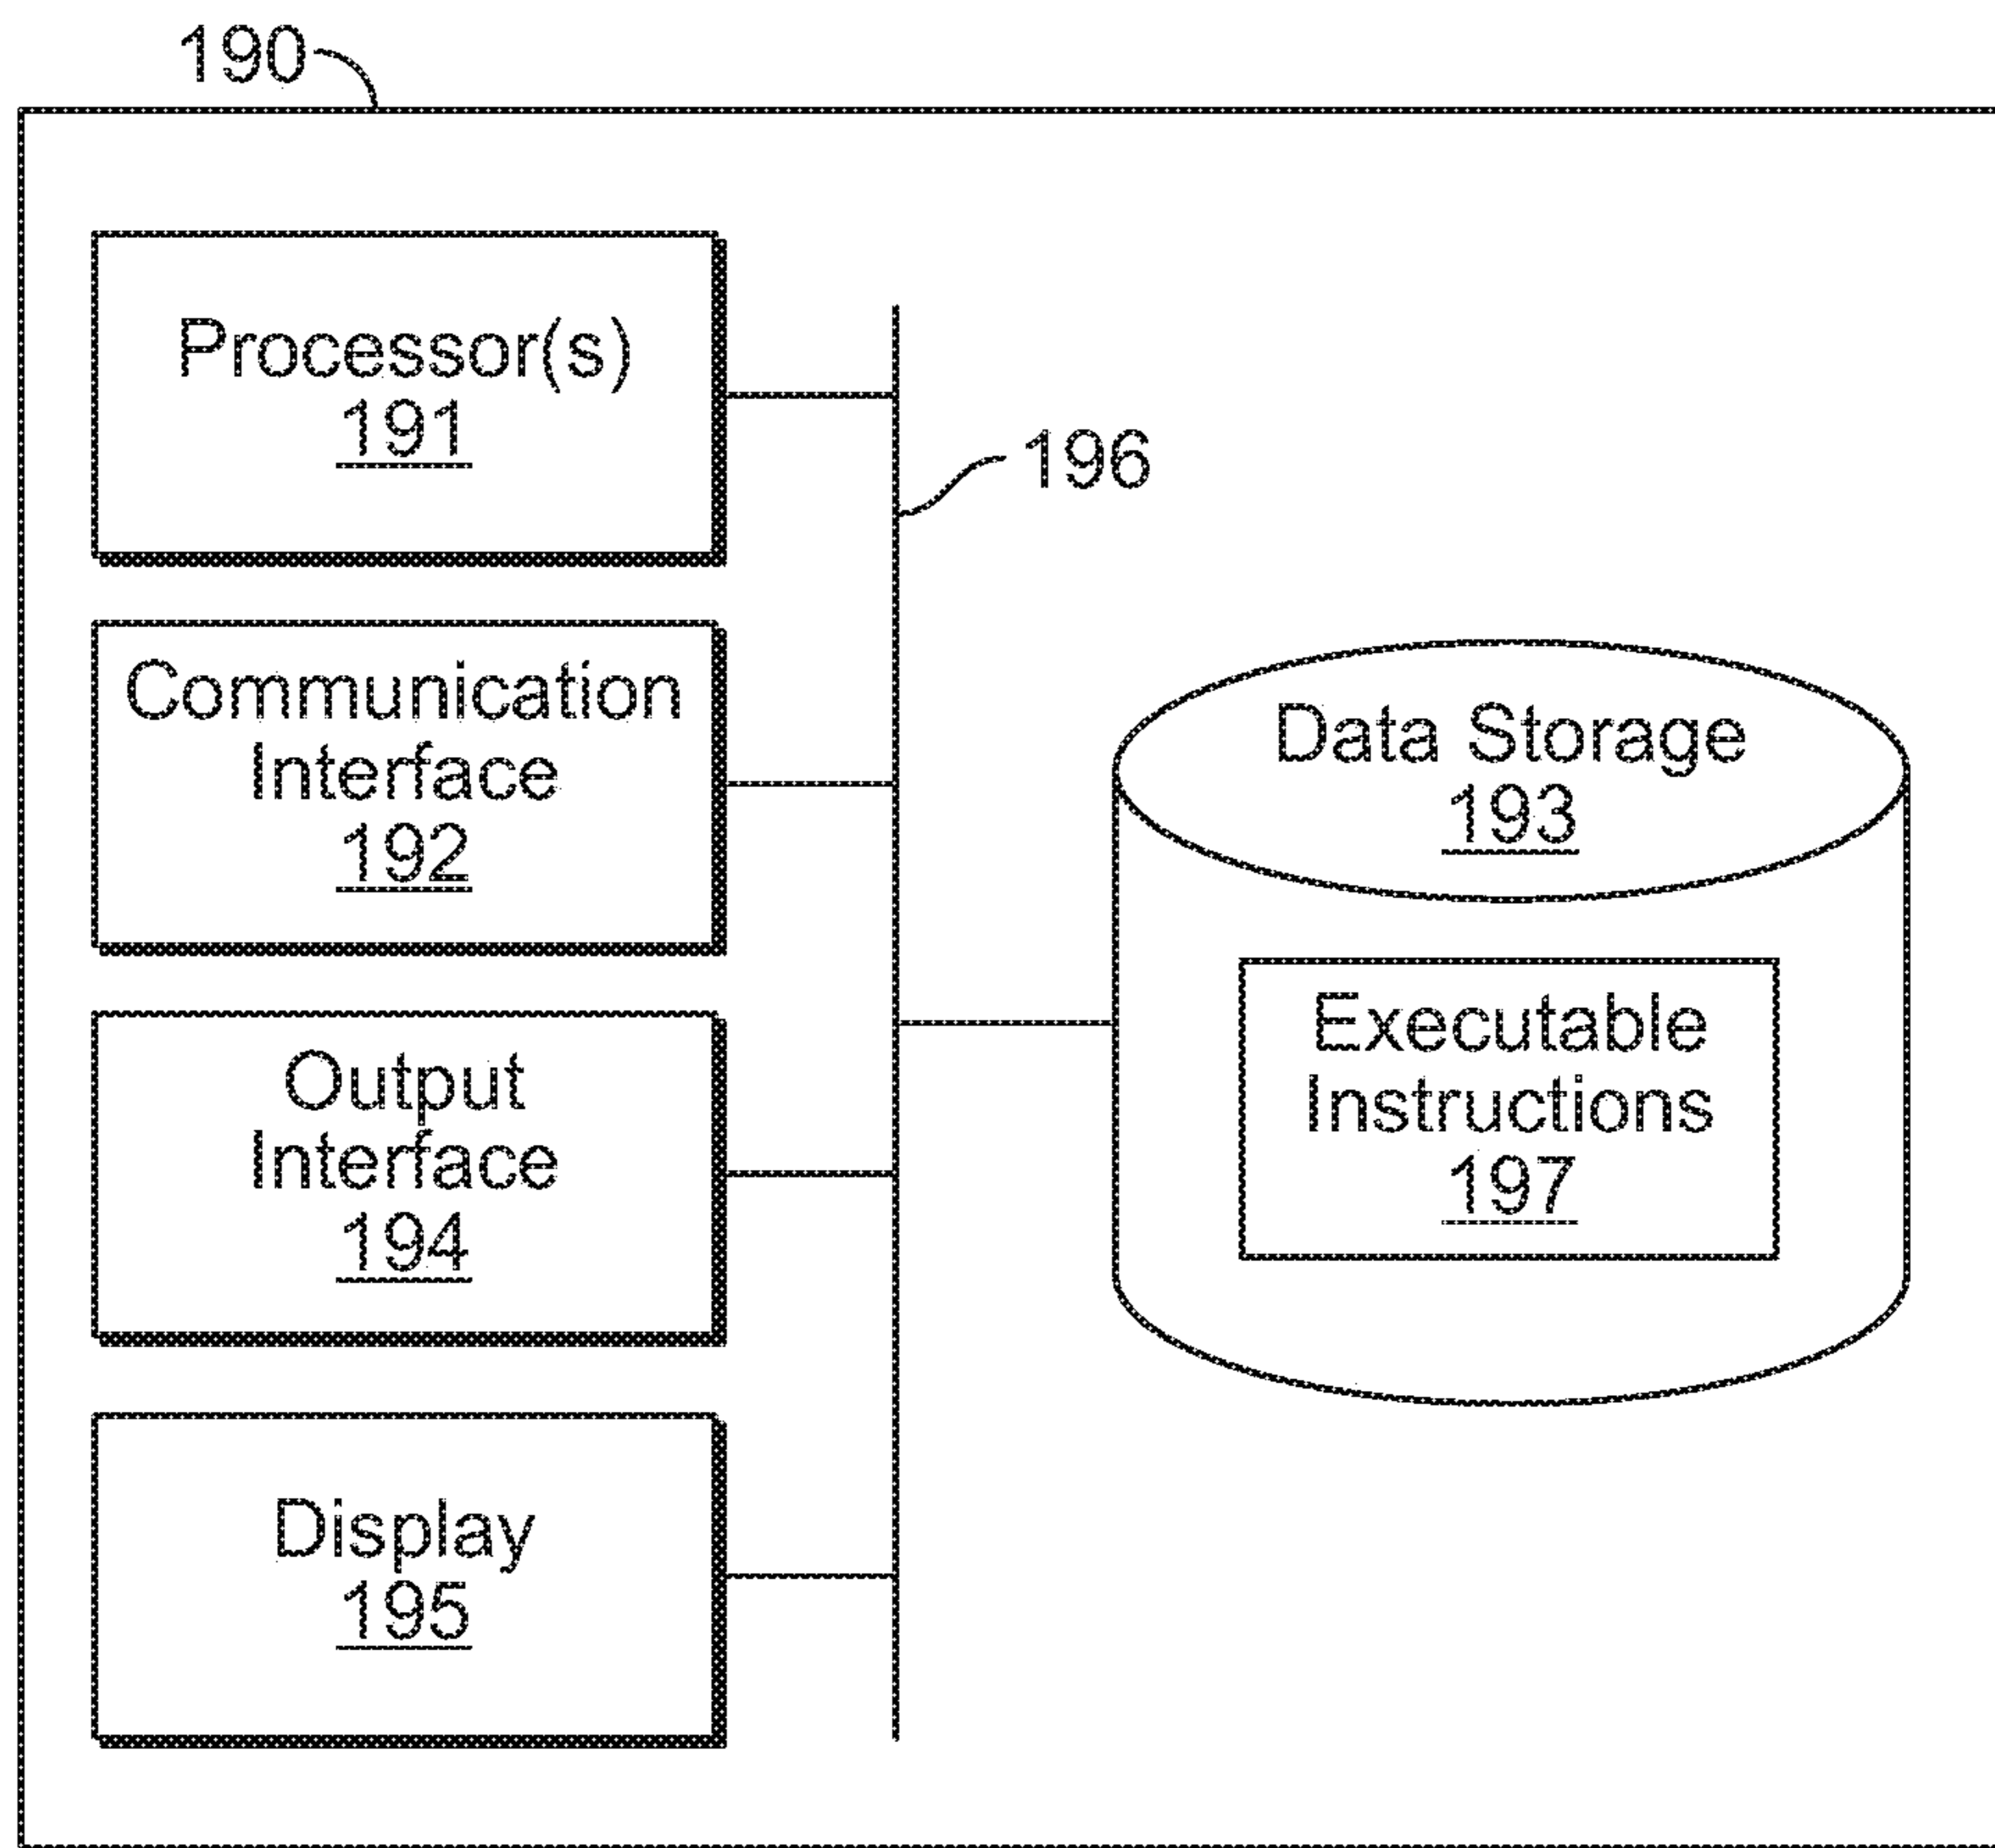 190
Processor(s)
191
196
Communication
Interface
192
Data Storage
193
Executable
Instructions
197
Output
Interface
194
Display
195